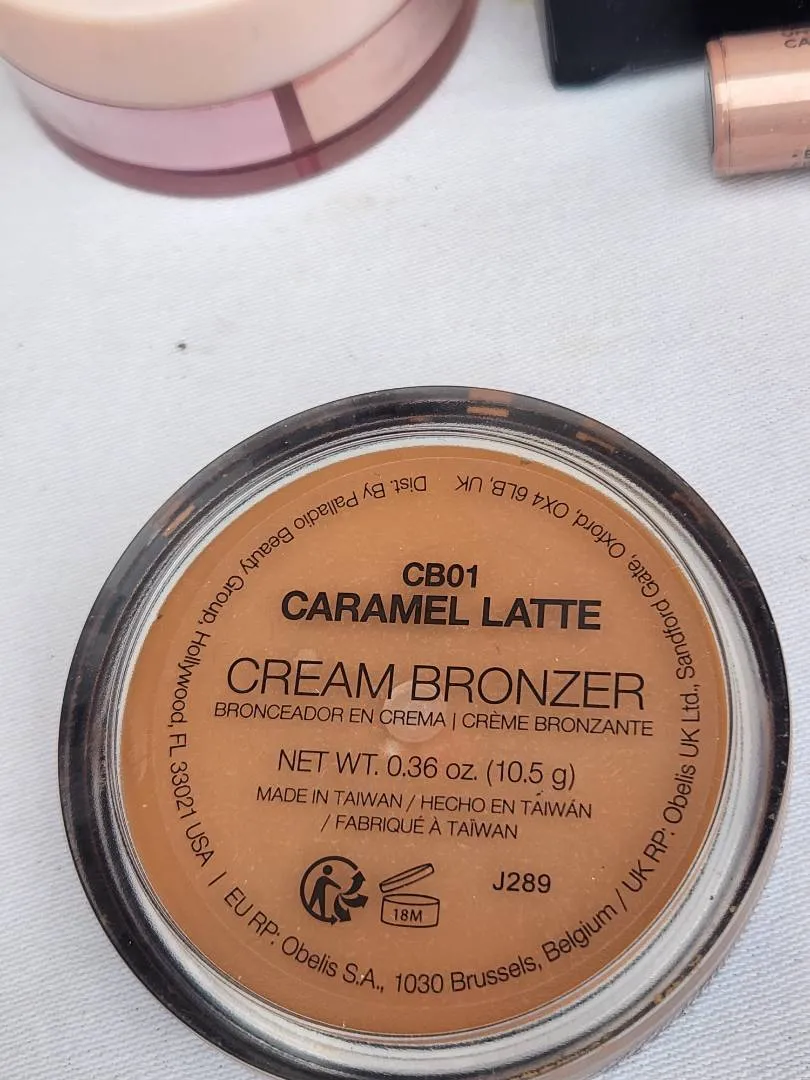 CA
CB01
CARAMEL LATTE
CREAM BRONZER
BRONCEADOR EN CREMA | CRÈME BRONZANTE
NET WT. 0.36 oz. (10.5 g)
MADE IN TAIWAN / HECHO EN TAIWÁN
/ FABRIQUÉ À TAÏWAN
18M
J289
Dist. By Palladio Beauty Group, Hollywood, FL 33021 USA | EU RP: Obelis S.A., 1030 Brussels, Belgium / UK RP: Obelis UK Ltd., Sandford Gate, Oxford, OX4 6LB, UK